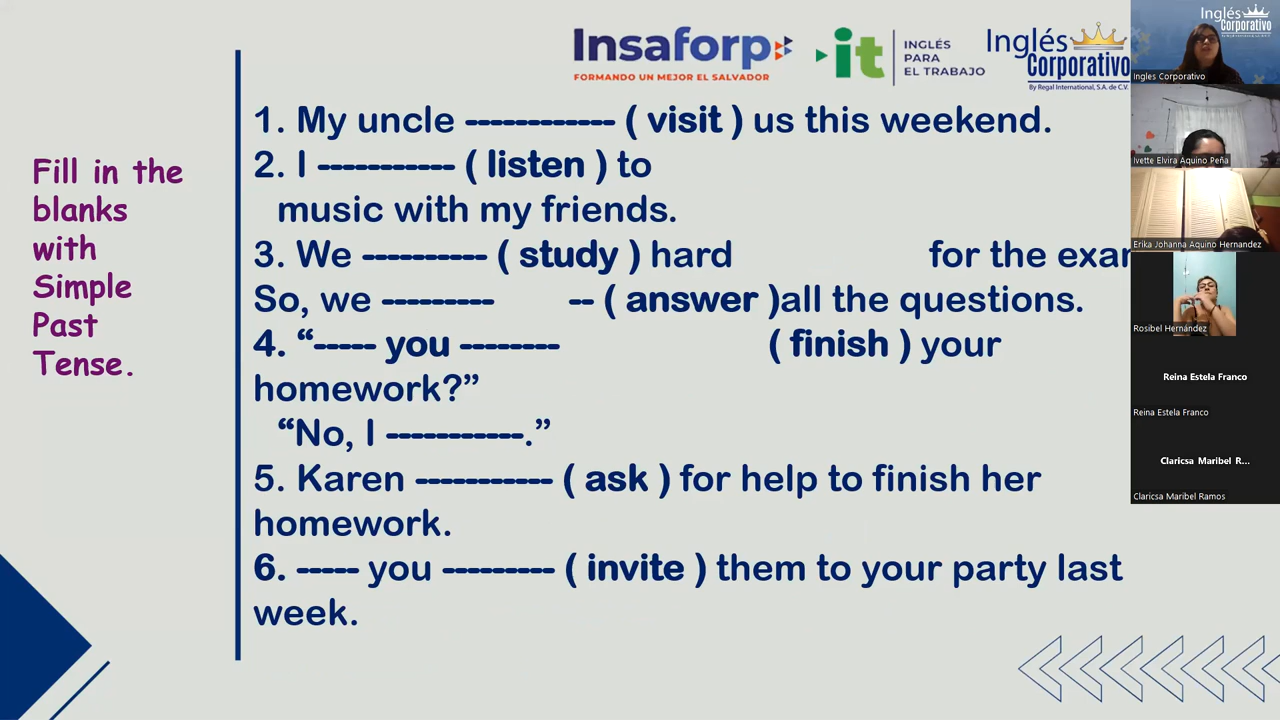 Insaforp
FORMANDO UN MEJOR EL SALVADOR
it
INGLÉS
PARA
EL TRABAJO
Inglés
Corporativo
By Regal International, S.A. de C.V.
Fill in the
blanks
with
Simple
Past
Tense.
1. My uncle ------------ ( visit ) us this weekend.
2. I ----------- ( listen ) to
music with my friends.
3. We ---------- ( study ) hard for the exam
So, we --------- -- ( answer )all the questions.
4. “----- you -------- ( finish ) your
homework?”
“No, I -----------.”
5. Karen ----------- ( ask ) for help to finish her
homework.
6. ----- you --------- ( invite ) them to your party last
week.
Inglés
Corporativo
Ingles Corporativo
Ivette Elvira Aquino Peña
Erika Johanna Aquino Hernandez
Rosibel Hernández
Reina Estela Franco
Reina Estela Franco
Claricsa Maribel R...
Claricsa Maribel Ramos